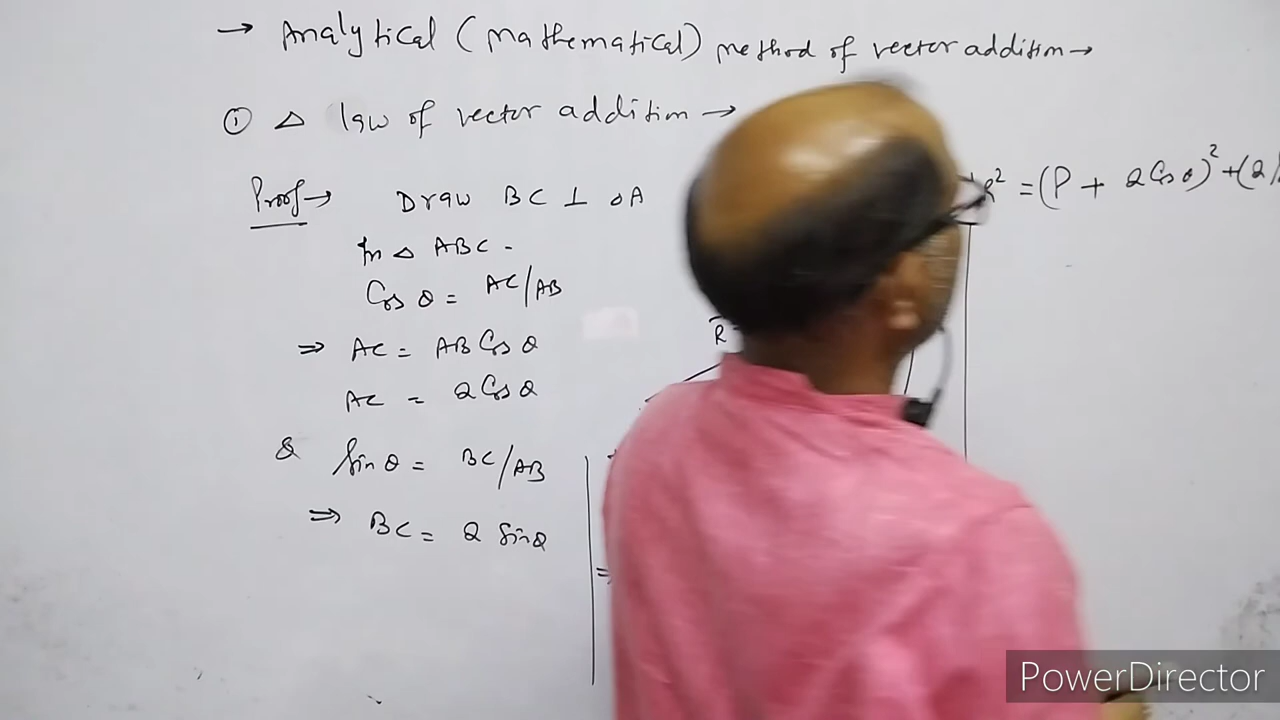 → Analytical (mathematical) method of vector addition →
① △ law of vector addition →
Proof → Draw BC ⊥ OA
In △ ABC -
Cos θ = AC/AB
⇒ AC = AB Cos θ
AC = Q Cos θ
& Sin θ = BC/AB
⇒ BC = Q Sin θ
R
R² = (P + Q Cos θ)² + (Q
=
PowerDirector